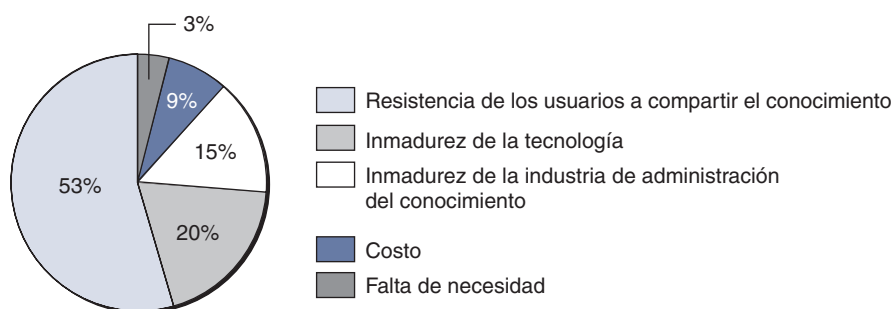 3%
9%
15%
53%
20%
Resistencia de los usuarios a compartir el conocimiento
Inmadurez de la tecnología
Inmadurez de la industria de administración
del conocimiento
Costo
Falta de necesidad